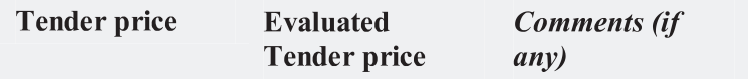 Tender price
Evaluated
Tender price
Comments (if
any)